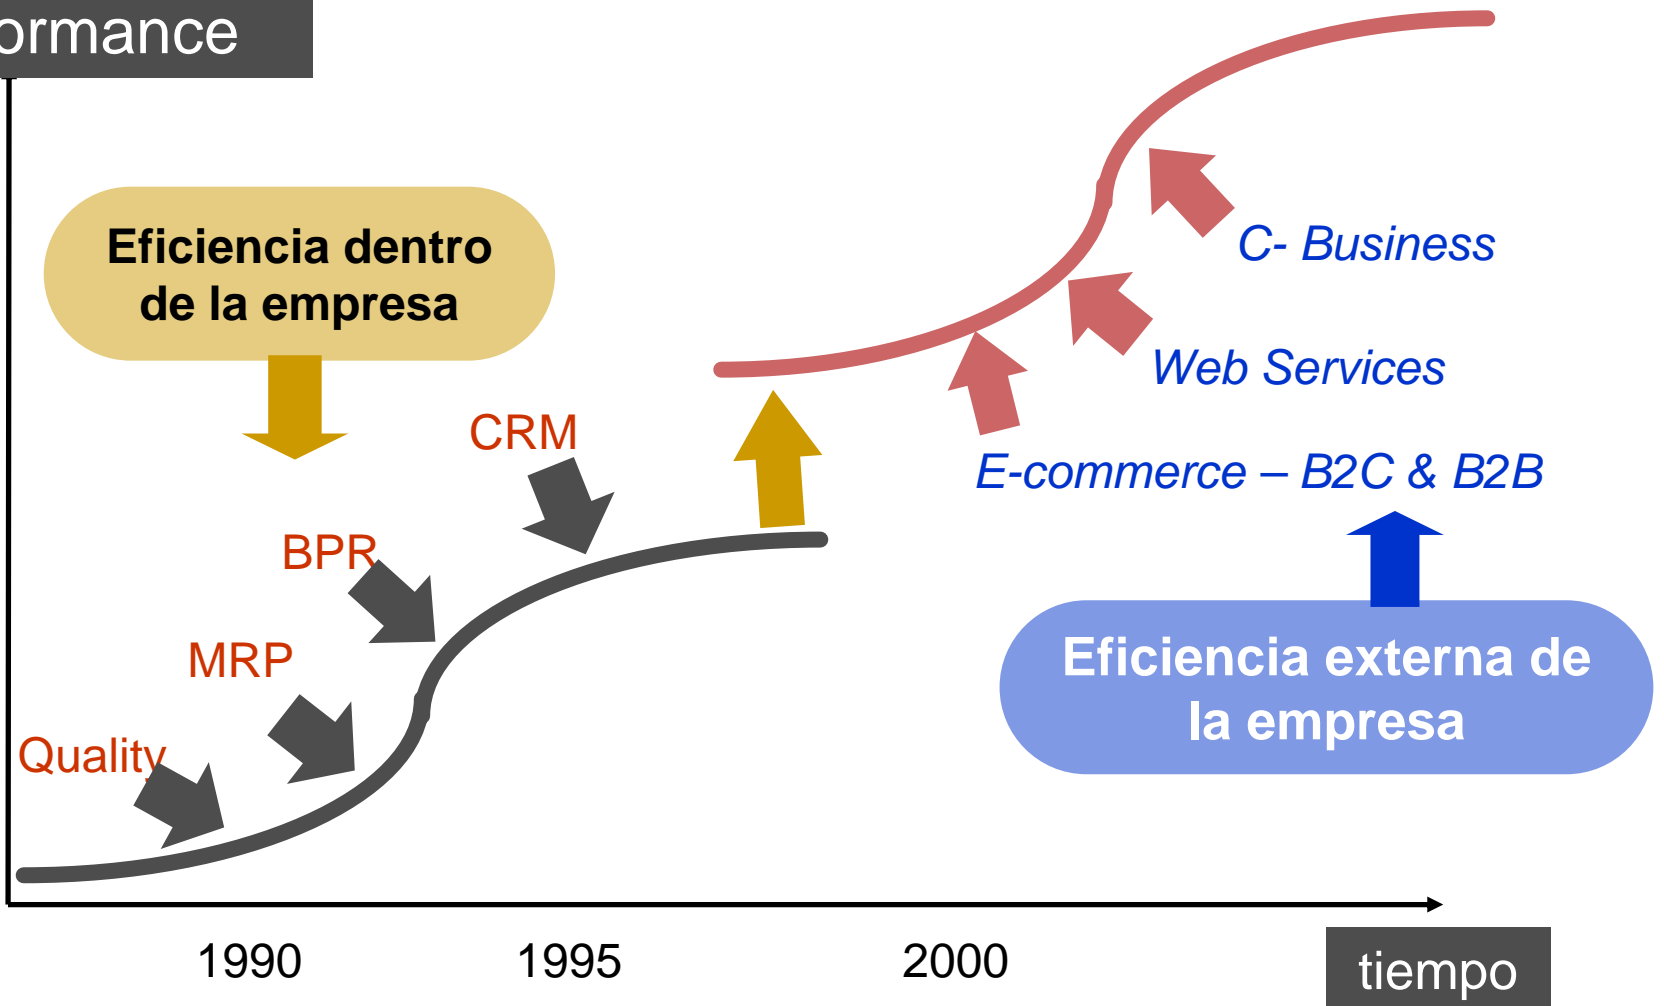 ormance
Eficiencia dentro
de la empresa
C- Business
Web Services
CRM
E-commerce – B2C & B2B
BPR
Eficiencia externa de
la empresa
MRP
Quality
1990
1995
2000
tiempo